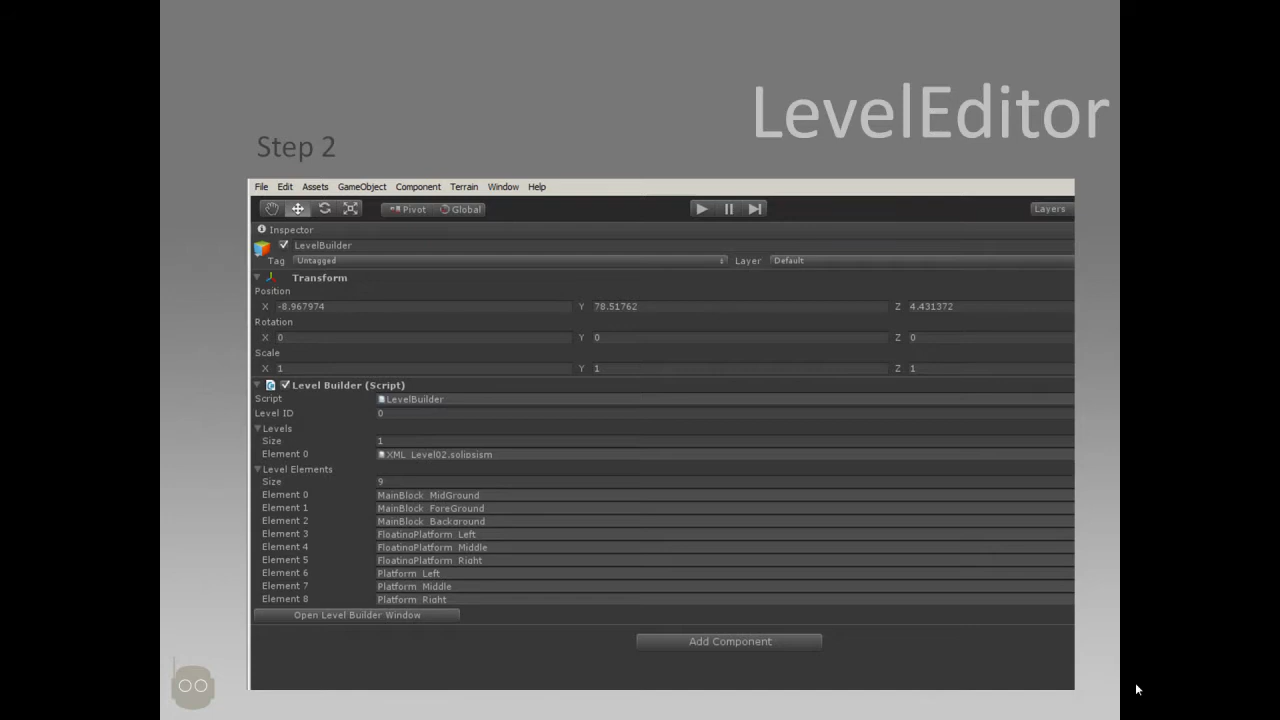 LevelEditor
Step 2
File Edit Assets GameObject Component Terrain Window Help
Pivot Global Layers
Inspector
LevelBuilder
Tag Untagged Layer Default
Transform
Position
X -8.967974 Y 78.51762 Z 4.431372
Rotation
X 0 Y 0 Z 0
Scale
X 1 Y 1 Z 1
Level Builder (Script)
Script LevelBuilder
Level ID 0
Levels
Size 1
Element 0 XML_Level02.solipsism
Level Elements
Size 9
Element 0 MainBlock_MidGround
Element 1 MainBlock_ForeGround
Element 2 MainBlock_Background
Element 3 FloatingPlatform_Left
Element 4 FloatingPlatform_Middle
Element 5 FloatingPlatform_Right
Element 6 Platform_Left
Element 7 Platform_Middle
Element 8 Platform_Right
Open Level Builder Window
Add Component